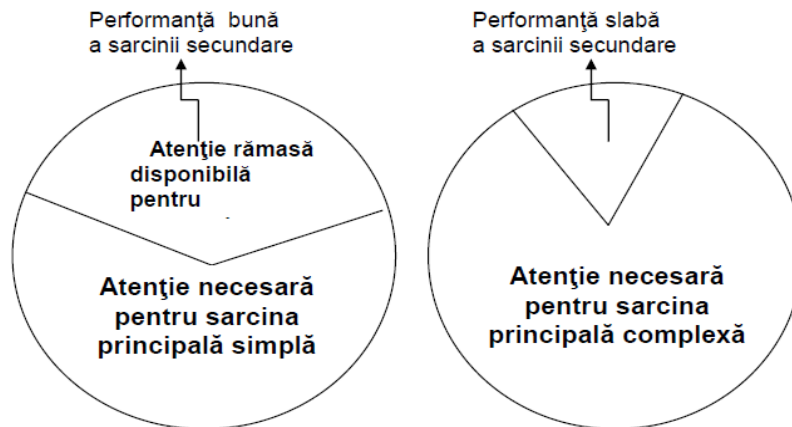 Performanţă bună
a sarcinii secundare
Atenţie rămasă
disponibilă
pentru
Atenţie necesară
pentru sarcina
principală simplă
Performanţă slabă
a sarcinii secundare
Atenţie necesară
pentru sarcina
principală complexă